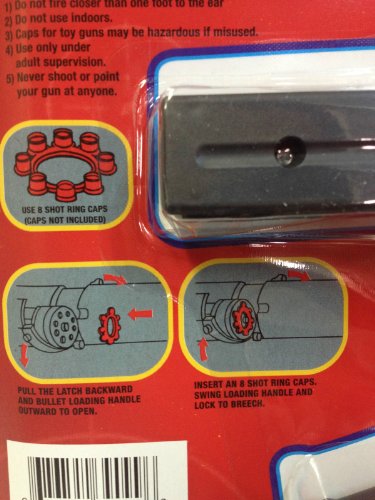 1) Do not fire closer than one foot to the ear
2) Do not use indoors.
3) Caps for toy guns may be hazardous if misused.
4) Use only under
adult supervision.
5) Never shoot or point
your gun at anyone.
USE 8 SHOT RING CAPS
(CAPS NOT INCLUDED)
PULL THE LATCH BACKWARD
AND BULLET LOADING HANDLE
OUTWARD TO OPEN.
INSERT AN 8 SHOT RING CAPS.
SWING LOADING HANDLE AND
LOCK TO BREECH.